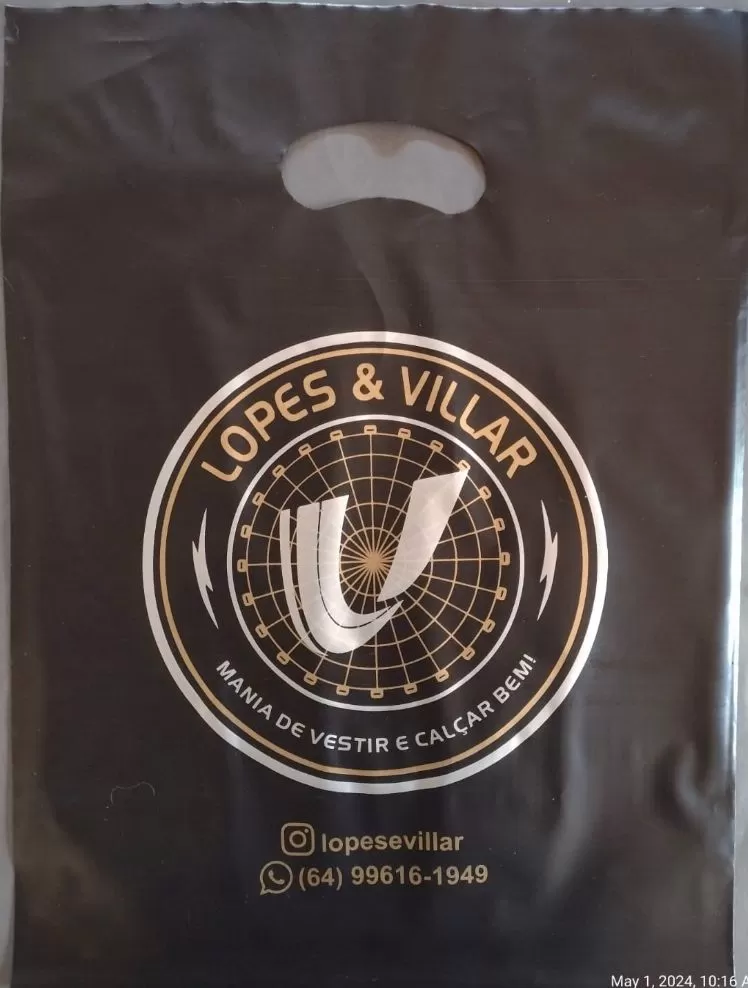 LOPES & VILLAR
MANIA DE VESTIR E CALÇAR BEM!
lopesevillar
(64) 99616-1949
May 1, 2024, 10:16 A